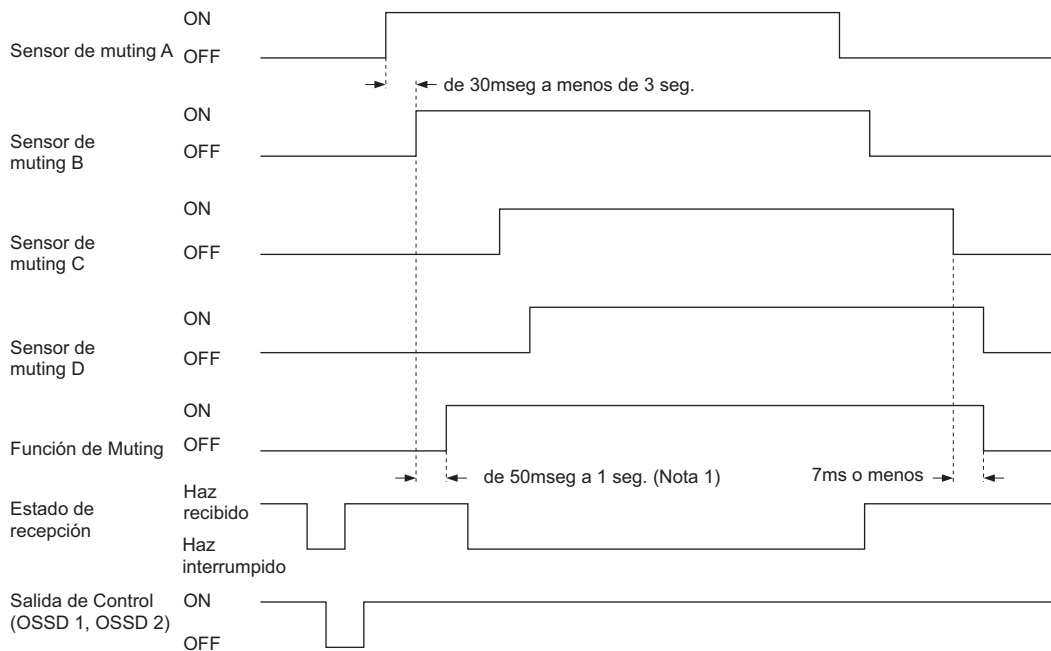 ON
Sensor de muting A
OFF
de 30mseg a menos de 3 seg.
ON
Sensor de
muting B
OFF
ON
Sensor de
muting C
OFF
ON
Sensor de
muting D
OFF
ON
Función de Muting
OFF
de 50mseg a 1 seg. (Nota 1)
7ms o menos
Estado de
recepción
Haz
recibido
Haz
interrumpido
Salida de Control
(OSSD 1, OSSD 2)
ON
OFF